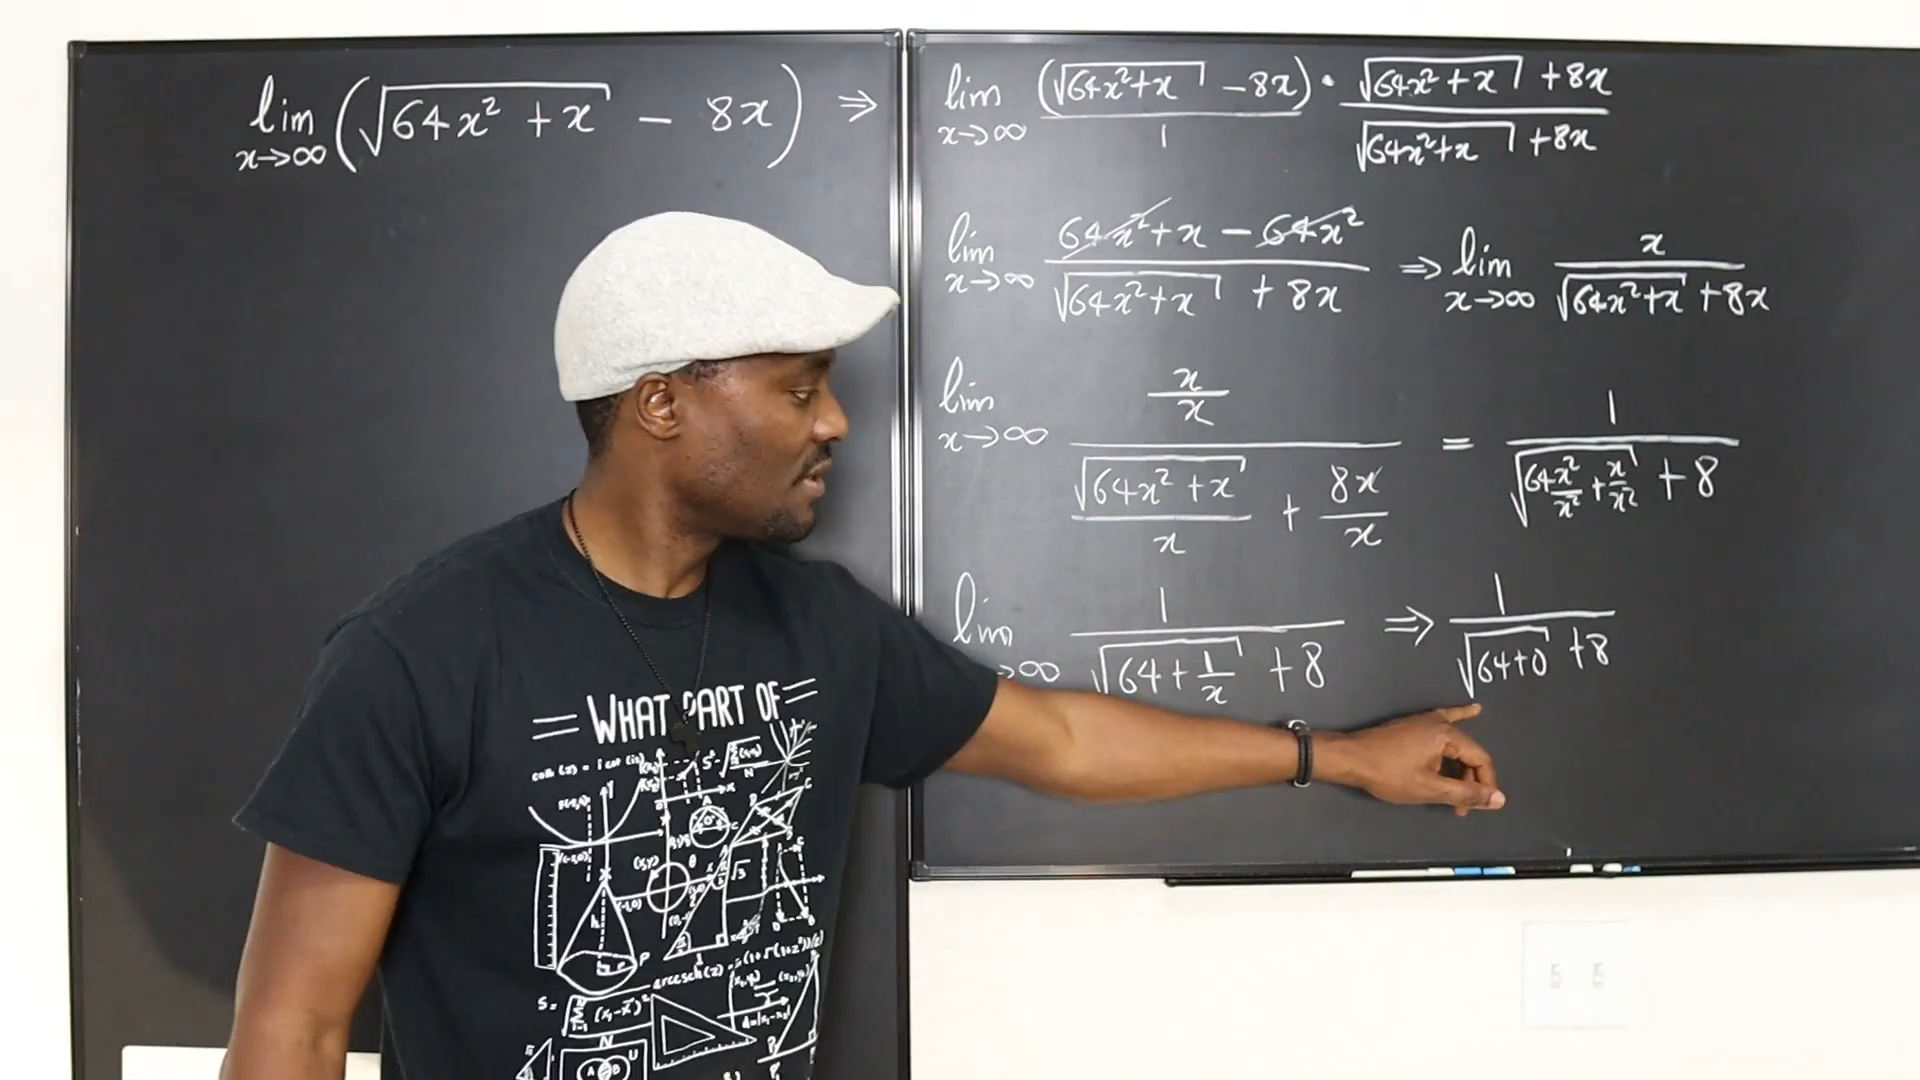 lim x→∞ (√(64x² + x) - 8x) ⇒
lim x→∞ (√(64x²+x) - 8x)/1 • (√(64x²+x) + 8x)/(√(64x²+x) + 8x)
lim x→∞ (64x²+x - 64x²)/(√(64x²+x) + 8x) ⇒ lim x→∞ x/(√(64x²+x) + 8x)
lim x→∞ (x/x)/(√(64x²+x)/x + 8x/x) = 1/(√(64x²/x² + x/x²) + 8)
lim →∞ 1/(√(64 + 1/x) + 8) ⇒ 1/(√(64+0) + 8)
WHAT PART OF